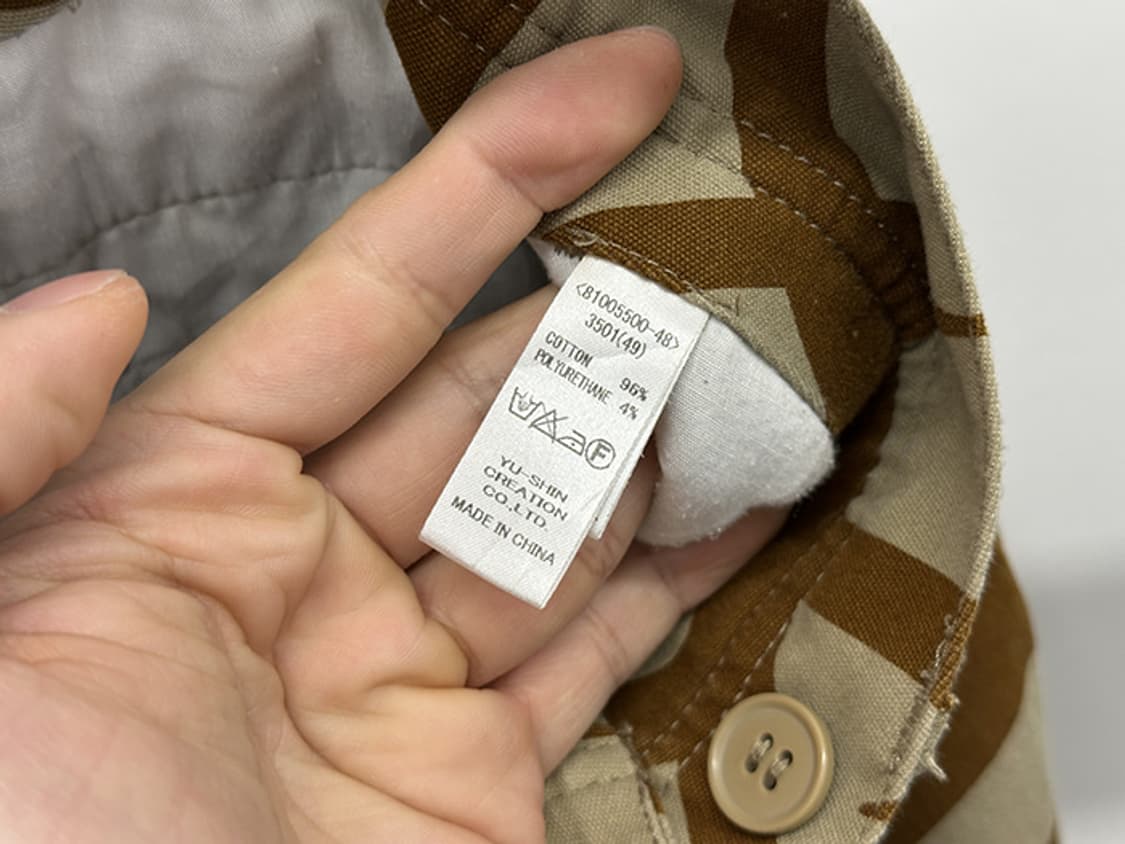 <81005500-48>
3501(49)
COTTON 96%
POLYURETHANE 4%
F
YU-SHIN
CREATION
CO.,LTD.
MADE IN CHINA